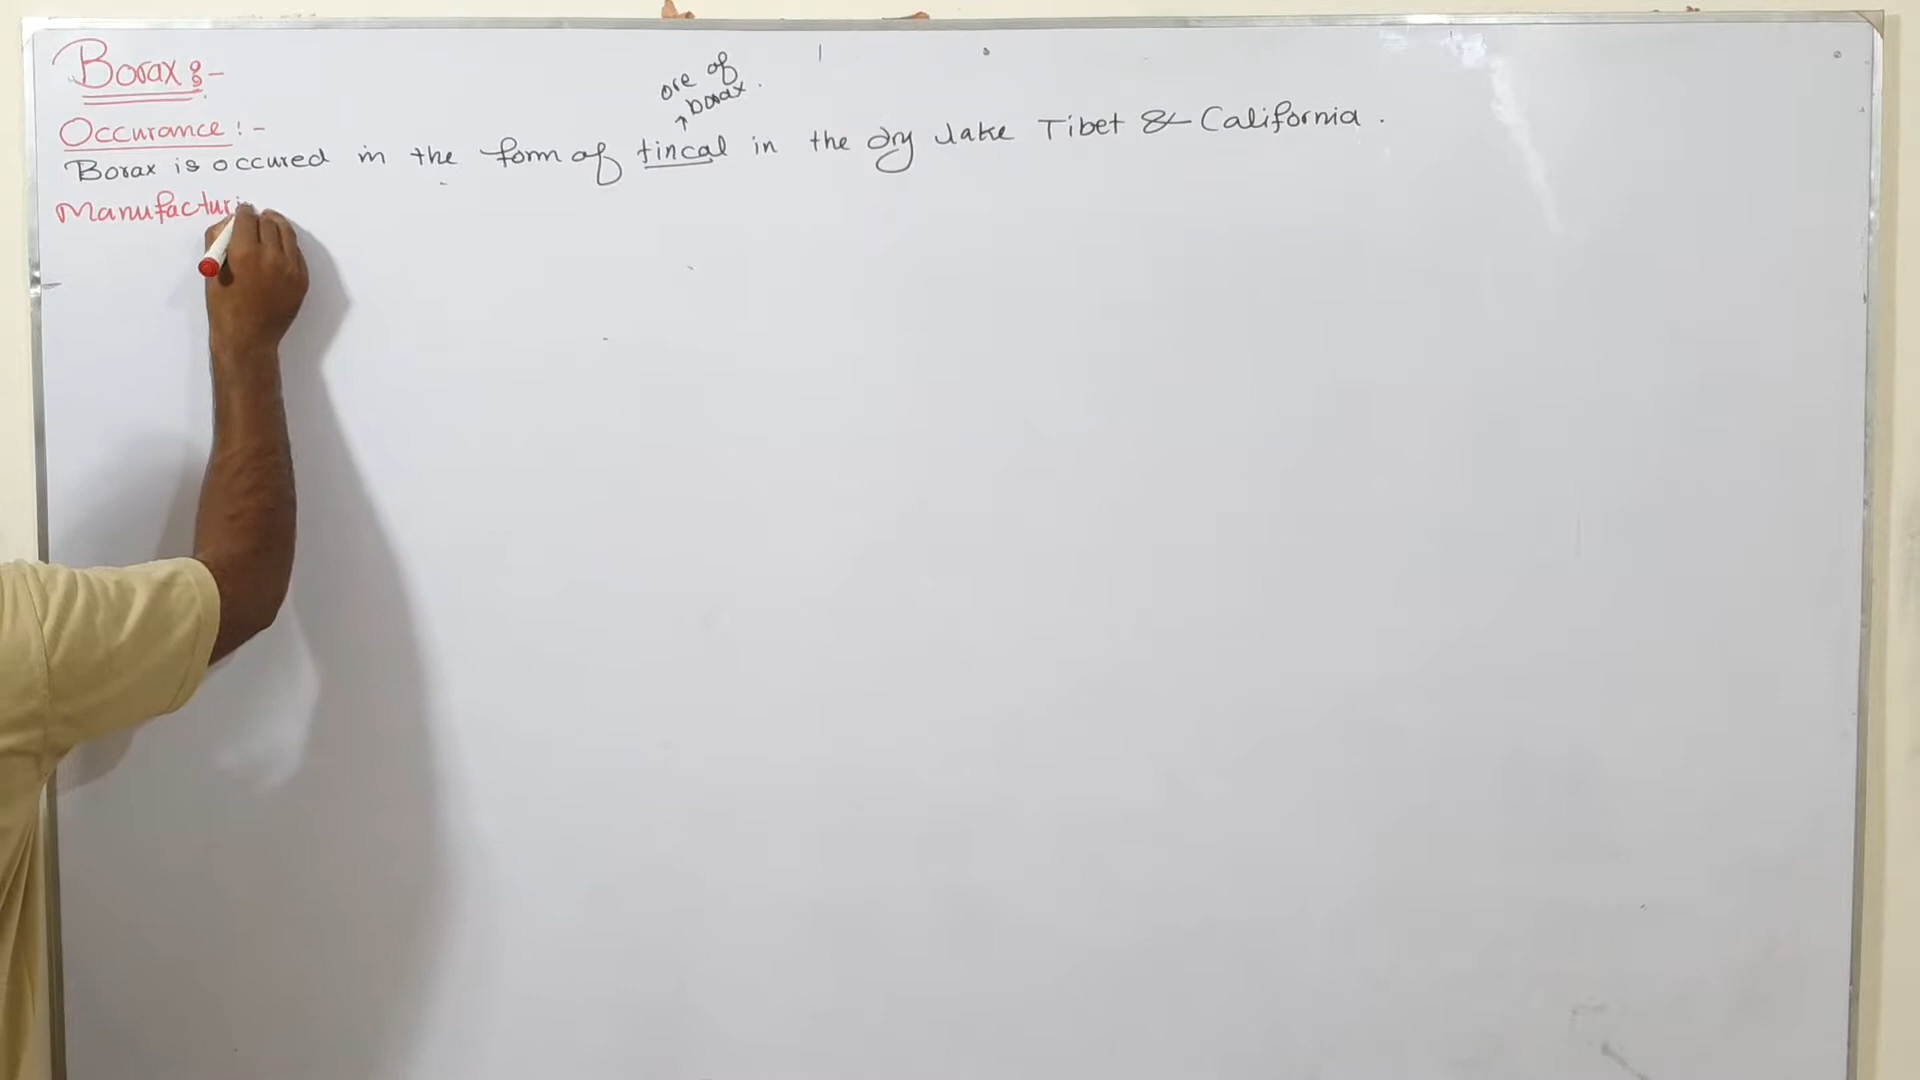 Borax :-
ore of
borax.
Occurance :-
Borax is occured in the form of tincal in the dry lake Tibet & California.
Manufacturi